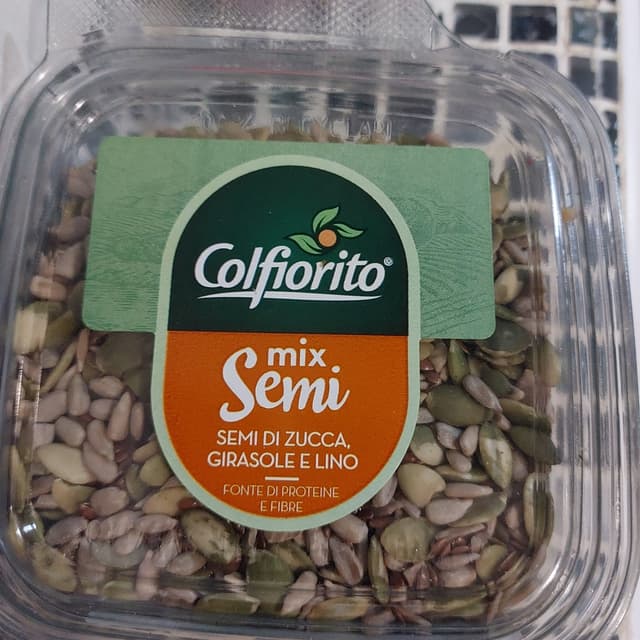 Colfiorito®
mix
Semi
SEMI DI ZUCCA,
GIRASOLE E LINO
FONTE DI PROTEINE
E FIBRE